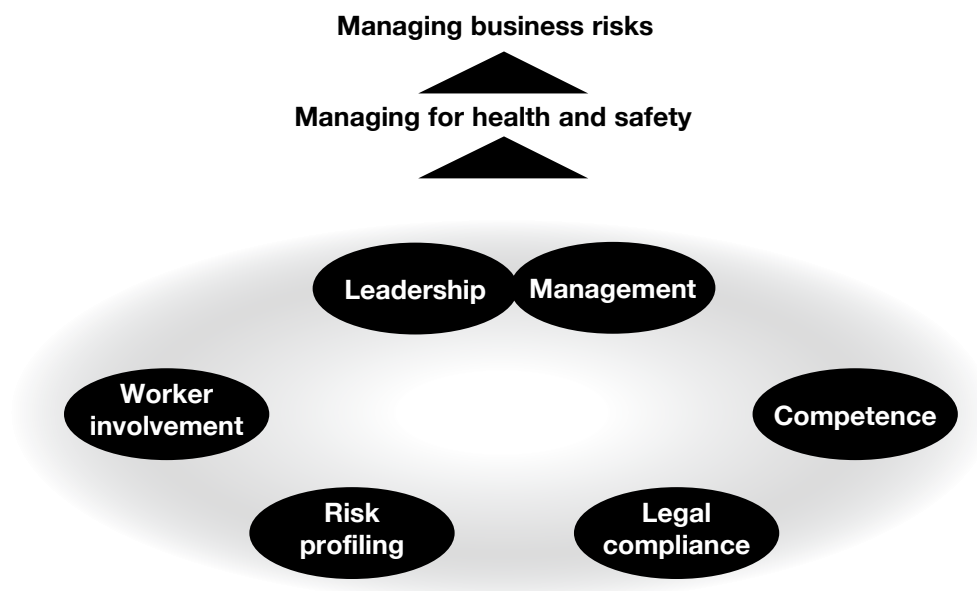 Managing business risks
Managing for health and safety
Leadership
Management
Worker
involvement
Competence
Risk
profiling
Legal
compliance